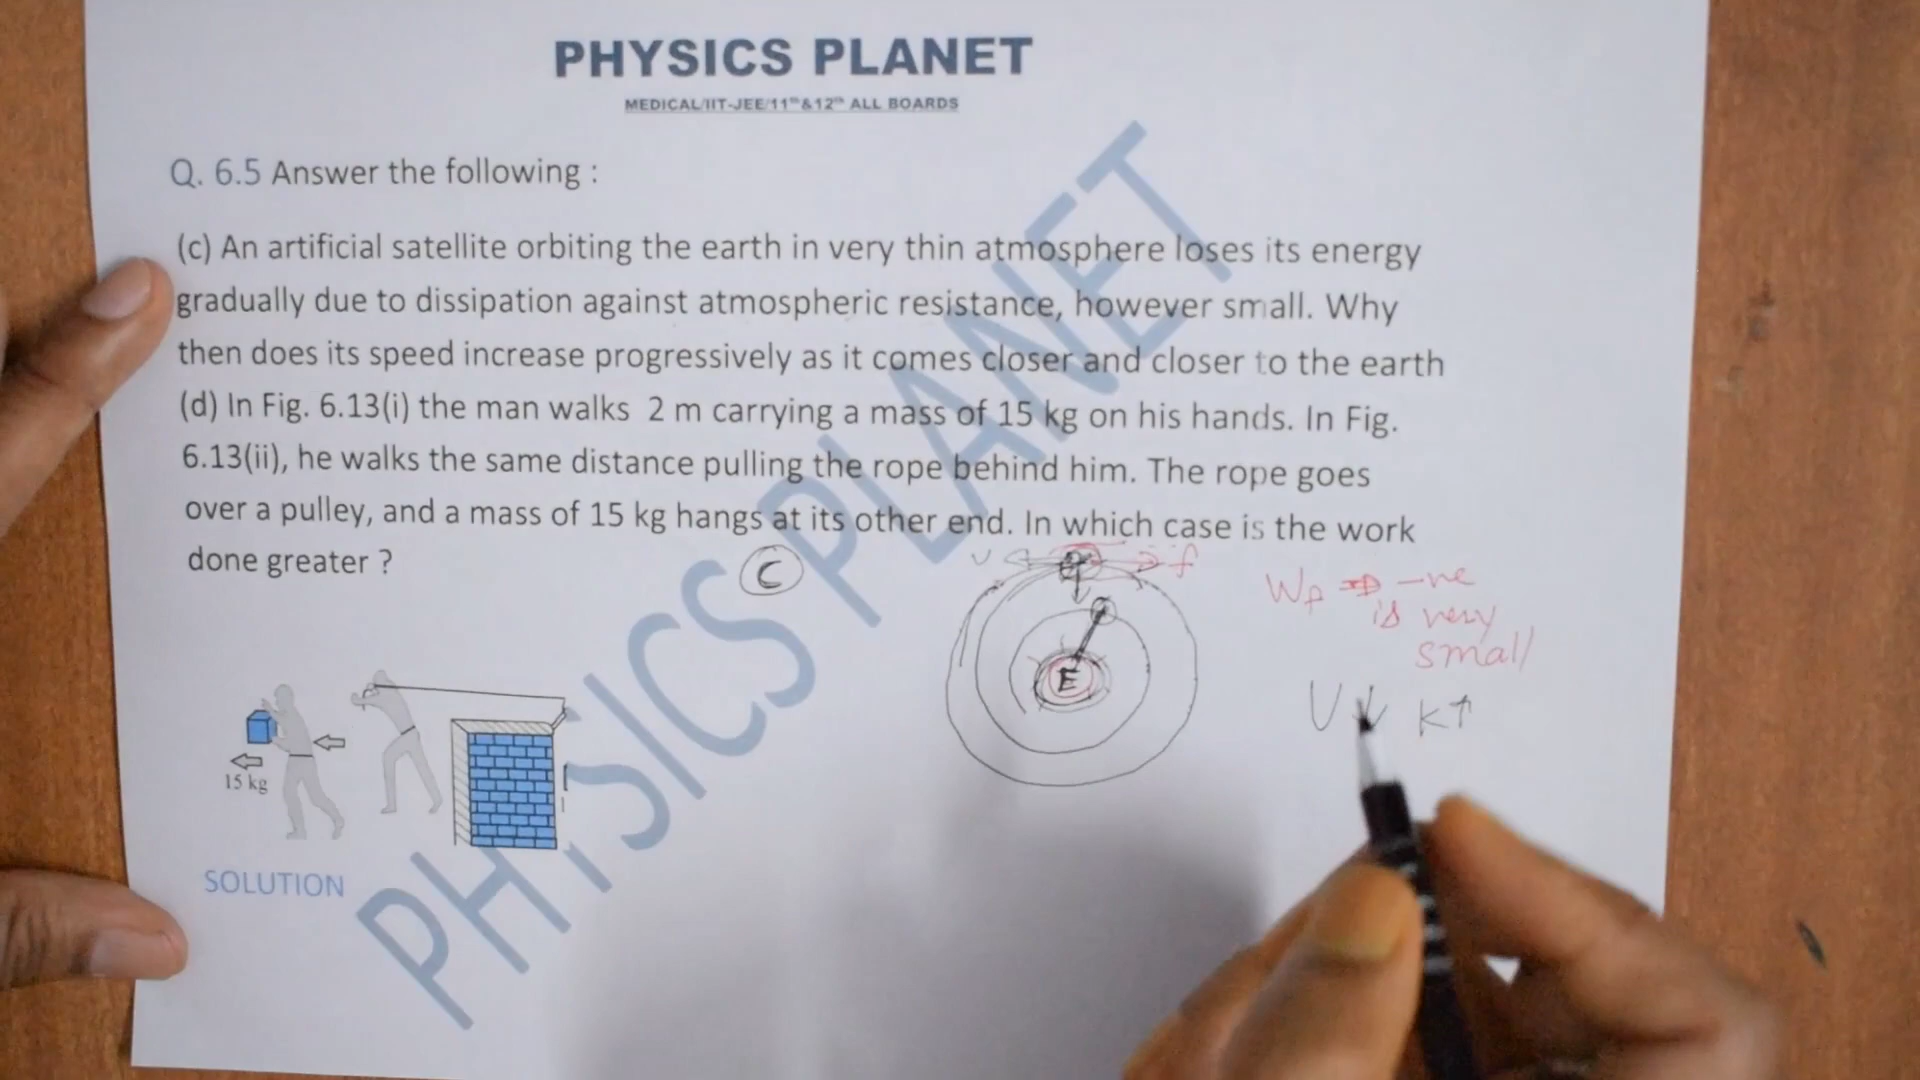 PHYSICS PLANET
MEDICAL/IIT-JEE/11th&12th ALL BOARDS
Q. 6.5 Answer the following :
(c) An artificial satellite orbiting the earth in very thin atmosphere loses its energy
gradually due to dissipation against atmospheric resistance, however small. Why
then does its speed increase progressively as it comes closer and closer to the earth
(d) In Fig. 6.13(i) the man walks 2 m carrying a mass of 15 kg on his hands. In Fig.
6.13(ii), he walks the same distance pulling the rope behind him. The rope goes
over a pulley, and a mass of 15 kg hangs at its other end. In which case is the work
done greater ?
C
v
f
E
Wf ⇒ -ve
is very
small
U↓ K↑
15 kg
SOLUTION
PHYSICS PLANET